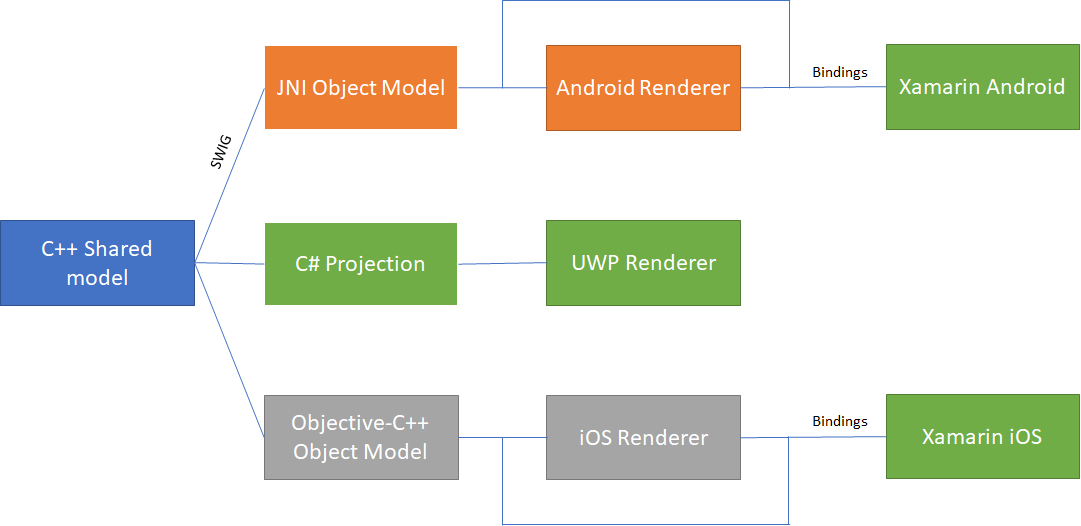 JNI Object Model
Android Renderer
Bindings
Xamarin Android
SWIG
C++ Shared
model
C# Projection
UWP Renderer
Objective-C++
Object Model
iOS Renderer
Bindings
Xamarin iOS